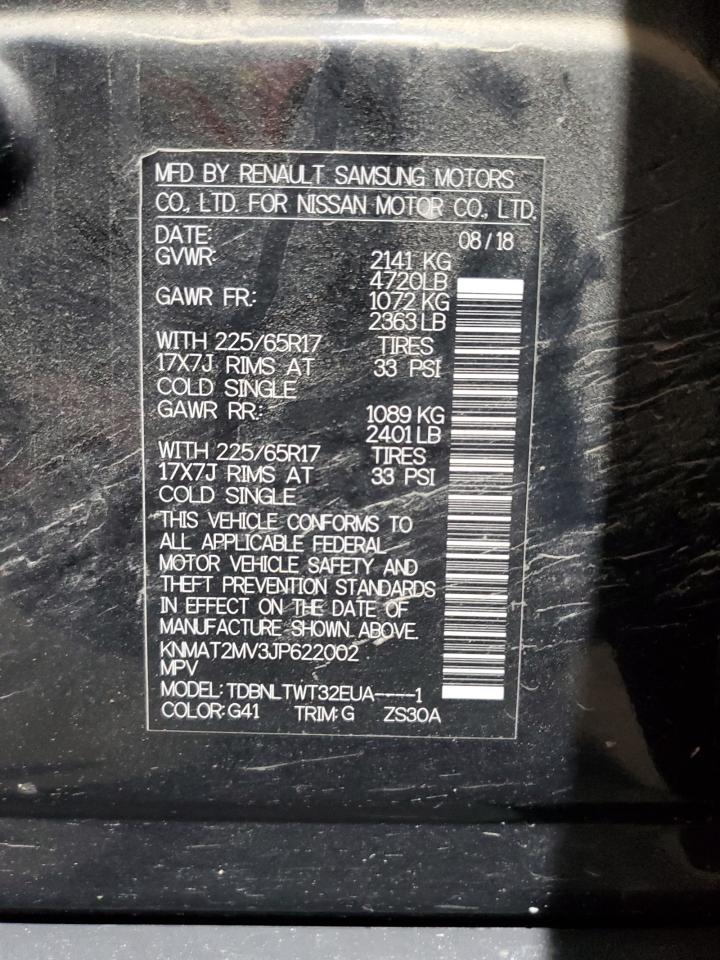 MFD BY RENAULT SAMSUNG MOTORS
CO., LTD. FOR NISSAN MOTOR CO., LTD.
DATE: 08/18
GVWR: 2141 KG
4720LB
GAWR FR.: 1072 KG
2363 LB
WITH 225/65R17 TIRES
17X7J RIMS AT 33 PSI
COLD SINGLE
GAWR RR.: 1089 KG
2401 LB
WITH 225/65R17 TIRES
17X7J RIMS AT 33 PSI
COLD SINGLE
THIS VEHICLE CONFORMS TO
ALL APPLICABLE FEDERAL
MOTOR VEHICLE SAFETY AND
THEFT PREVENTION STANDARDS
IN EFFECT ON THE DATE OF
MANUFACTURE SHOWN ABOVE.
KNMAT2MV3JP622002
MPV
MODEL: TDBNLTWT32EUA----1
COLOR: G41 TRIM: G ZS30A